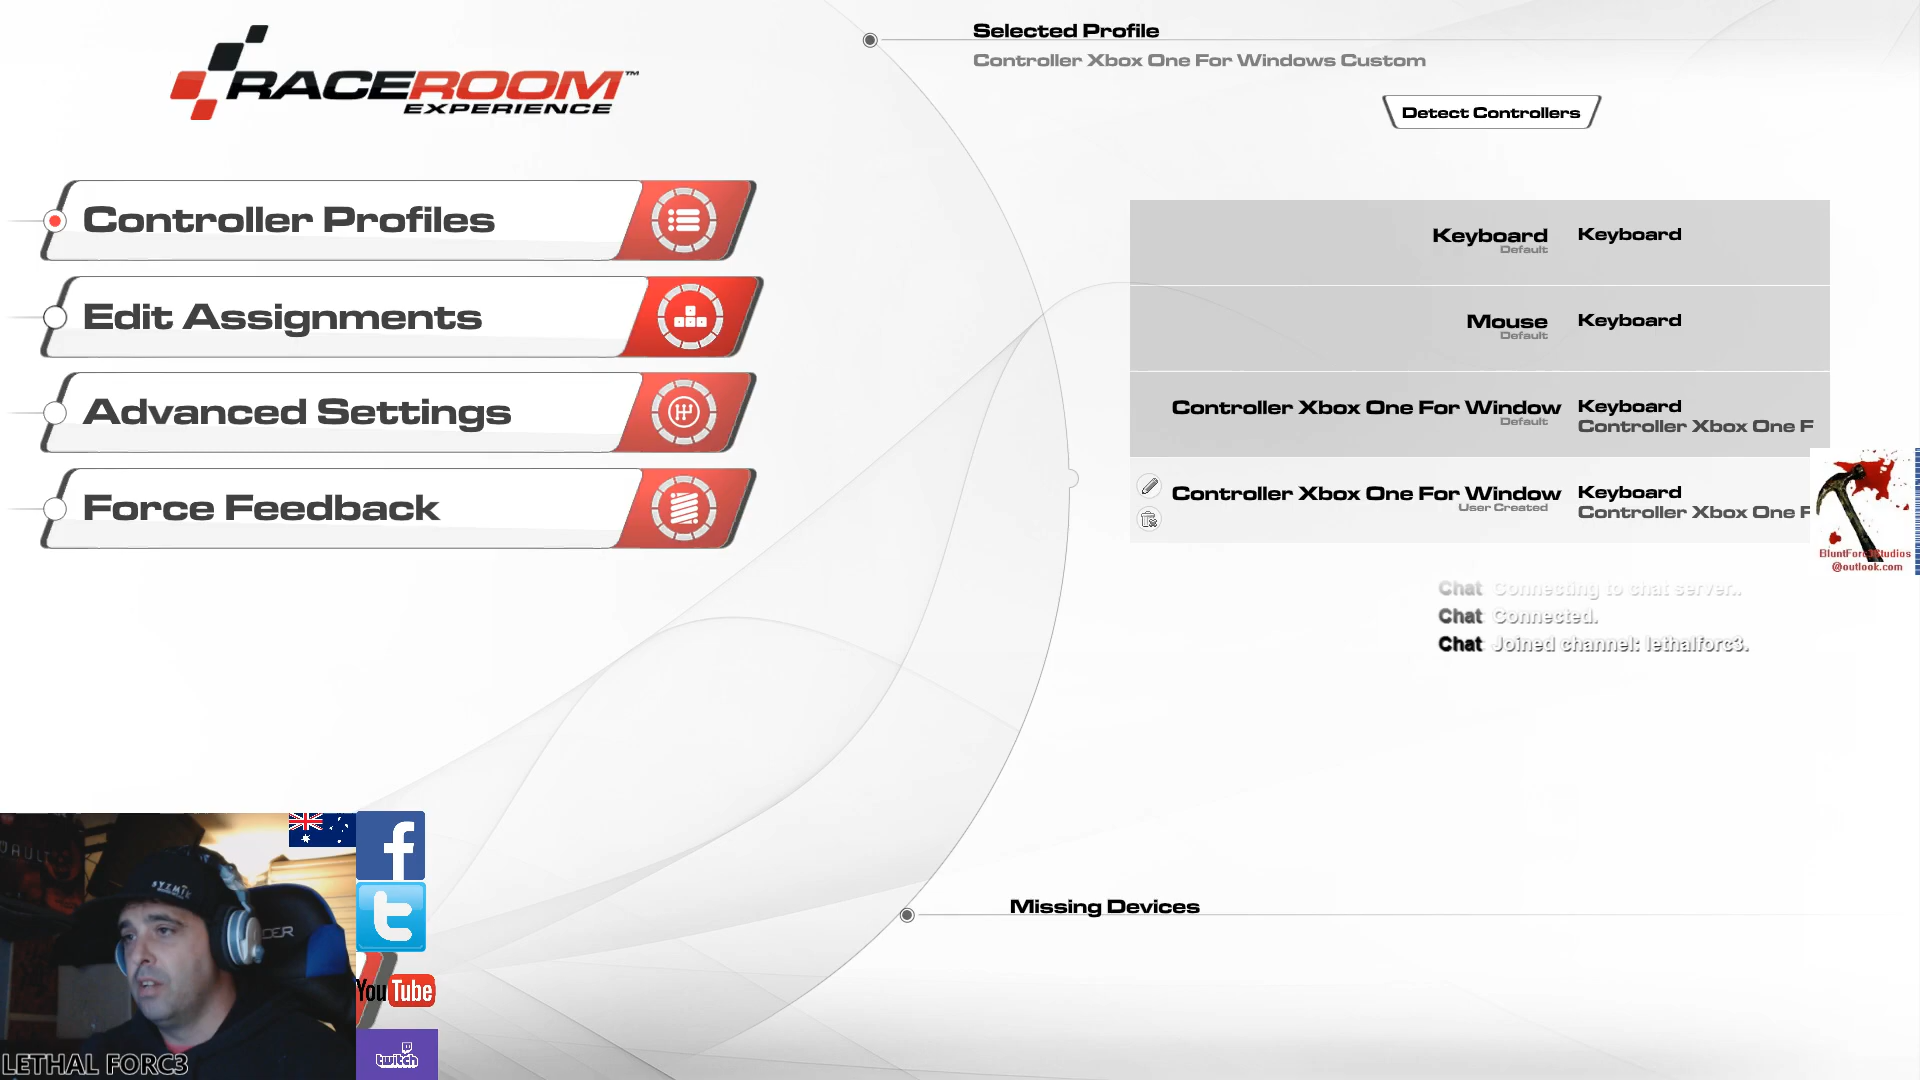 RACEROOM™
EXPERIENCE
Selected Profile
Controller Xbox One For Windows Custom
Detect Controllers
Controller Profiles
Edit Assignments
Advanced Settings
Force Feedback
Keyboard
Default
Keyboard
Mouse
Default
Keyboard
Controller Xbox One For Window
Default
Keyboard
Controller Xbox One F
Controller Xbox One For Window
User Created
Keyboard
Controller Xbox One F
BluntForc3Studios
@outlook.com
Chat Connecting to chat server..
Chat Connected.
Chat Joined channel: lethalforc3.
Missing Devices
YouTube
twitch
LETHAL FORC3